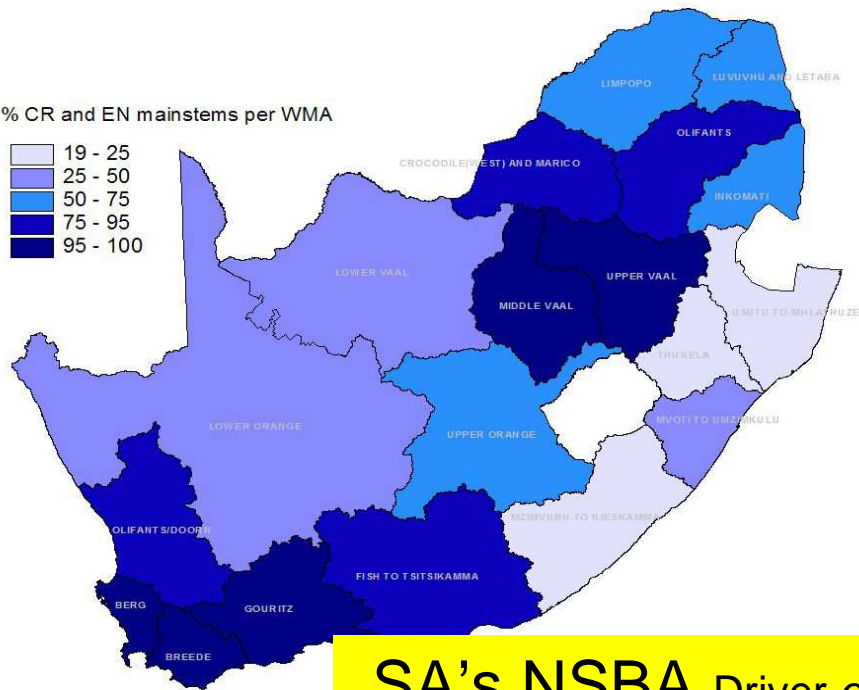 % CR and EN mainstems per WMA
19 - 25
25 - 50
50 - 75
75 - 95
95 - 100
LIMPOPO
LUVUVHU AND LETABA
OLIFANTS
CROCODILE(WEST) AND MARICO
INKOMATI
LOWER VAAL
UPPER VAAL
MIDDLE VAAL
USUTU TO MHLATHUZE
THUKELA
MVOTI TO UMZIMKULU
LOWER ORANGE
UPPER ORANGE
MZIMVUBU TO KIESKAMMA
OLIFANTS/DOORN
FISH TO TSITSIKAMMA
BERG
GOURITZ
BREEDE
SA's NSBA Driver